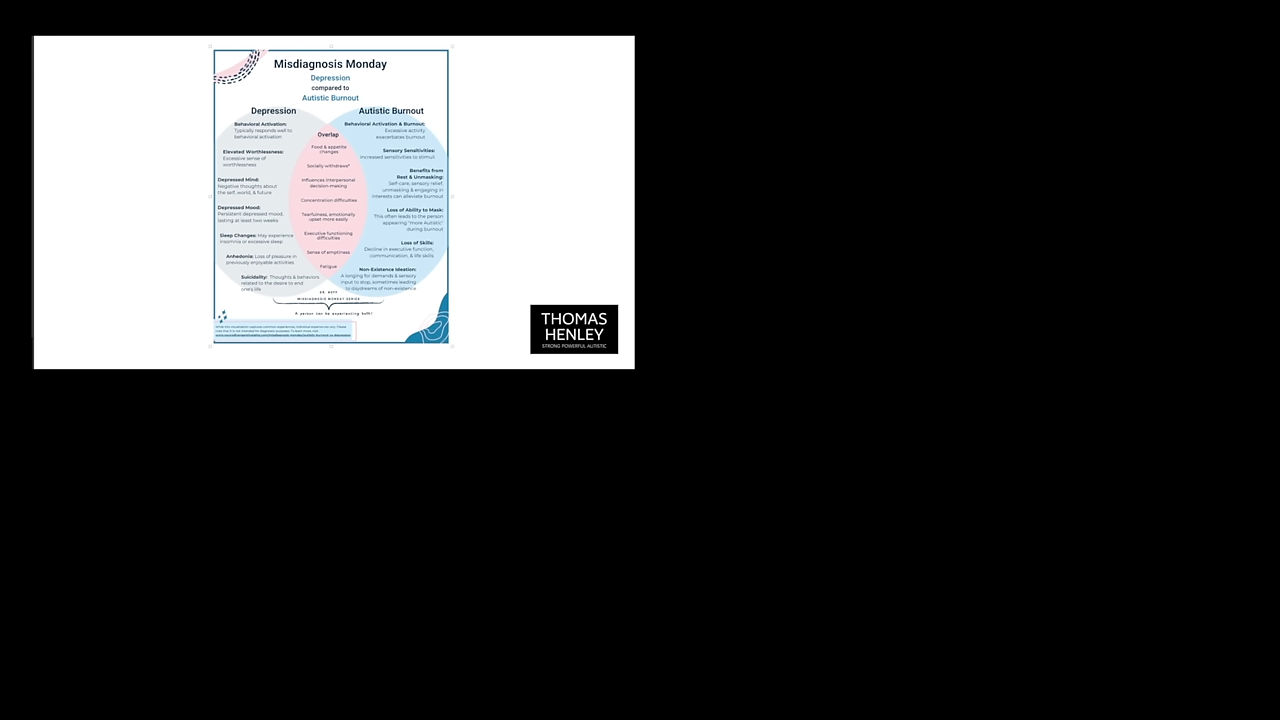 Misdiagnosis Monday
Depression
compared to
Autistic Burnout
Depression
Behavioral Activation:
Typically responds well to
behavioral activation
Elevated Worthlessness:
Excessive sense of
worthlessness
Depressed Mind:
Negative thoughts about
the self, world, & future
Depressed Mood:
Persistent depressed mood,
lasting at least two weeks
Sleep Changes: May experience
insomnia or excessive sleep
Anhedonia: Loss of pleasure in
previously enjoyable activities
Suicidality: Thoughts & behaviors
related to the desire to end
one's life
Overlap
Food & appetite
changes
Socially withdraws*
Influences interpersonal
decision-making
Concentration difficulties
Tearfulness, emotionally
upset more easily
Executive functioning
difficulties
Sense of emptiness
Fatigue
Autistic Burnout
Behavioral Activation & Burnout:
Excessive activity
exacerbates burnout
Sensory Sensitivities:
Increased sensitivities to stimuli
Benefits from
Rest & Unmasking:
Self-care, sensory relief,
unmasking & engaging in
interests can alleviate burnout
Loss of Ability to Mask:
This often leads to the person
appearing "more Autistic"
during burnout
Loss of Skills:
Decline in executive function,
communication, & life skills
Non-Existence Ideation:
A longing for demands & sensory
input to stop, sometimes leading
to daydreams of non-existence
DR. NEFF
MISDIAGNOSIS MONDAY SERIES
A person can be experiencing both!
THOMAS
HENLEY
STRONG POWERFUL AUTISTIC